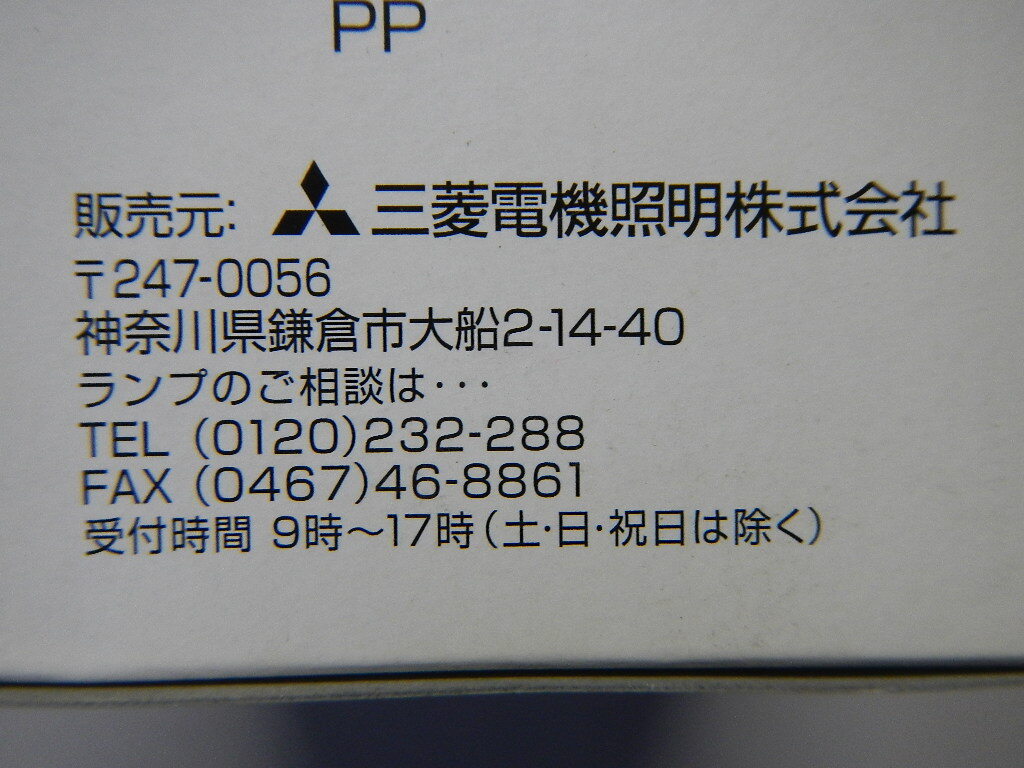 PP
販売元: 三菱電機照明株式会社
〒247-0056
神奈川県鎌倉市大船2-14-40
ランプのご相談は・・・
TEL (0120)232-288
FAX (0467)46-8861
受付時間 9時～17時(土・日・祝日は除く)